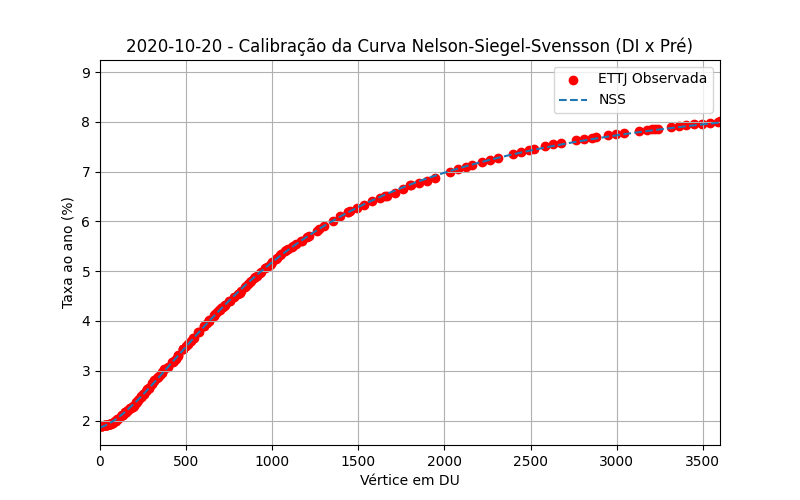 2020-10-20 - Calibração da Curva Nelson-Siegel-Svensson (DI x Pré)
ETTJ Observada
NSS
Taxa ao ano (%)
9
8
7
6
5
4
3
2
0 500 1000 1500 2000 2500 3000 3500
Vértice em DU